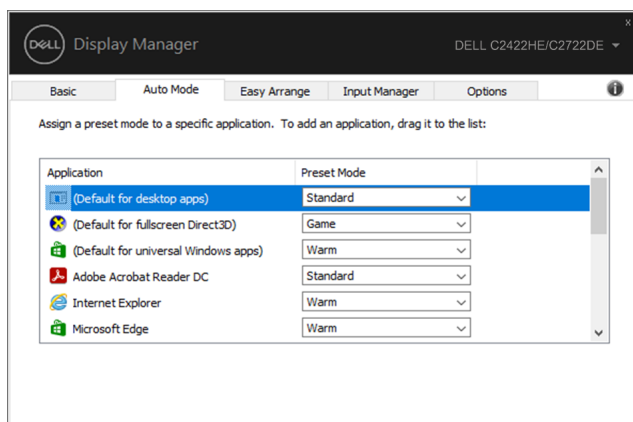 DELL Display Manager DELL C2422HE/C2722DE
Basic Auto Mode Easy Arrange Input Manager Options
Assign a preset mode to a specific application. To add an application, drag it to the list:
Application Preset Mode
(Default for desktop apps) Standard
(Default for fullscreen Direct3D) Game
(Default for universal Windows apps) Warm
Adobe Acrobat Reader DC Standard
Internet Explorer Warm
Microsoft Edge Warm